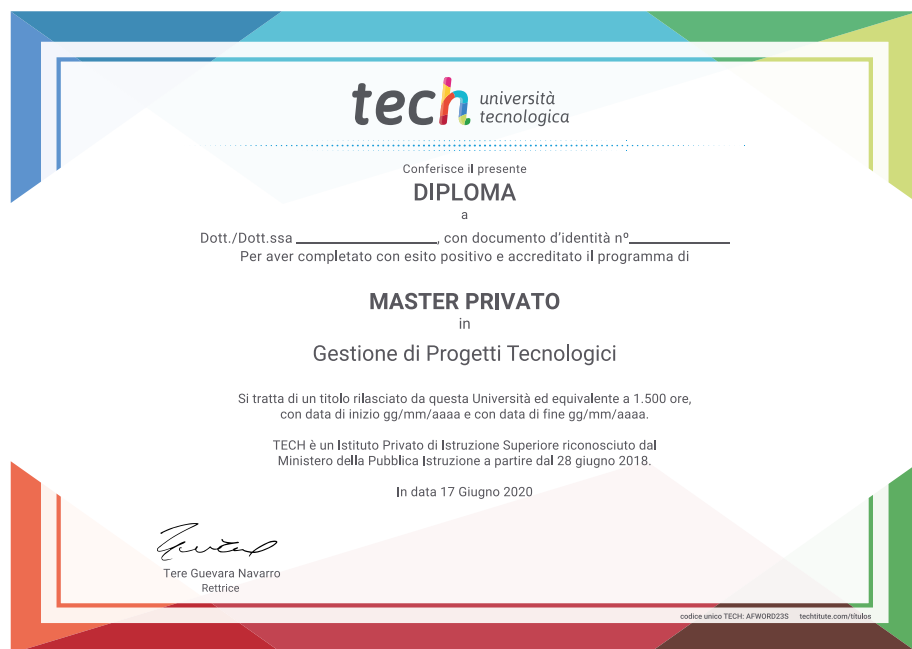 tech università
tecnologica
Conferisce il presente
DIPLOMA
a
Dott./Dott.ssa _________________, con documento d'identità nº____________
Per aver completato con esito positivo e accreditato il programma di
MASTER PRIVATO
in
Gestione di Progetti Tecnologici
Si tratta di un titolo rilasciato da questa Università ed equivalente a 1.500 ore,
con data di inizio gg/mm/aaaa e con data di fine gg/mm/aaaa.
TECH è un Istituto Privato di Istruzione Superiore riconosciuto dal
Ministero della Pubblica Istruzione a partire dal 28 giugno 2018.
In data 17 Giugno 2020
Tere Guevara Navarro
Rettrice
codice unico TECH: AFWORD23S techtitute.com/titulos